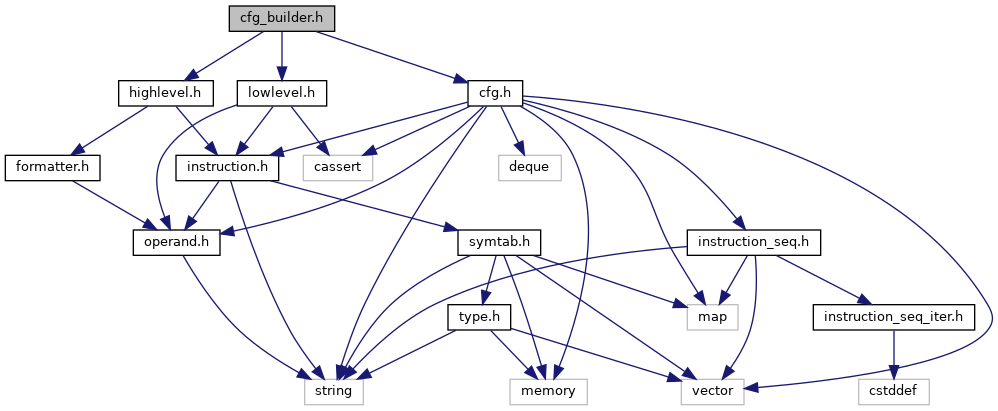 cfg_builder.h
highlevel.h
lowlevel.h
cfg.h
formatter.h
instruction.h
cassert
deque
operand.h
symtab.h
instruction_seq.h
type.h
map
instruction_seq_iter.h
string
memory
vector
cstddef